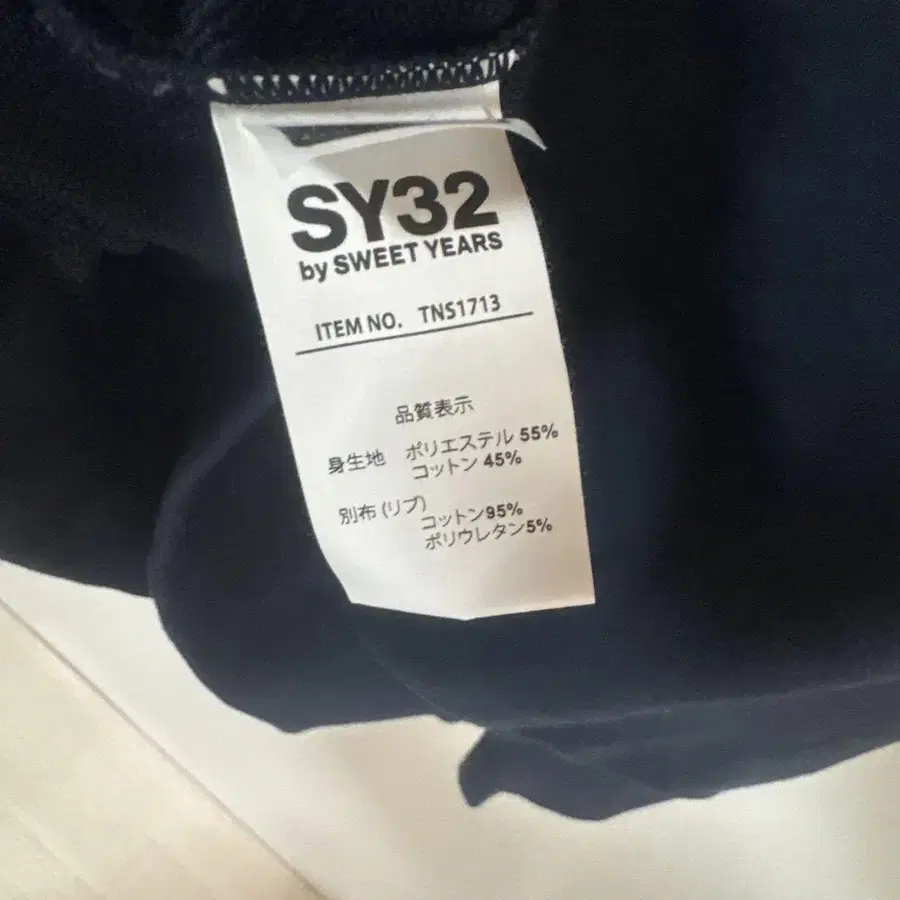 SY32
by SWEET YEARS
ITEM NO. TNS1713
品質表示
身生地 ポリエステル 55%
コットン 45%
別布(リブ) コットン95%
ポリウレタン5%